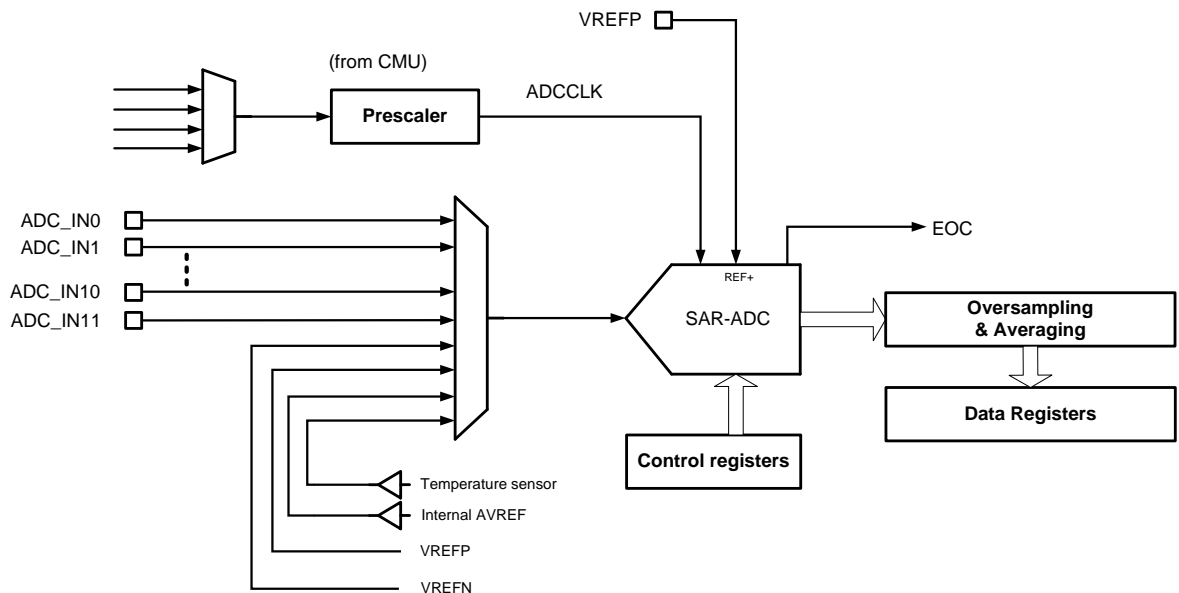 VREFP
(from CMU)
ADCCLK
Prescaler
ADC_IN0
ADC_IN1
ADC_IN10
ADC_IN11
EOC
REF+
SAR-ADC
Oversampling
& Averaging
Data Registers
Control registers
Temperature sensor
Internal AVREF
VREFP
VREFN